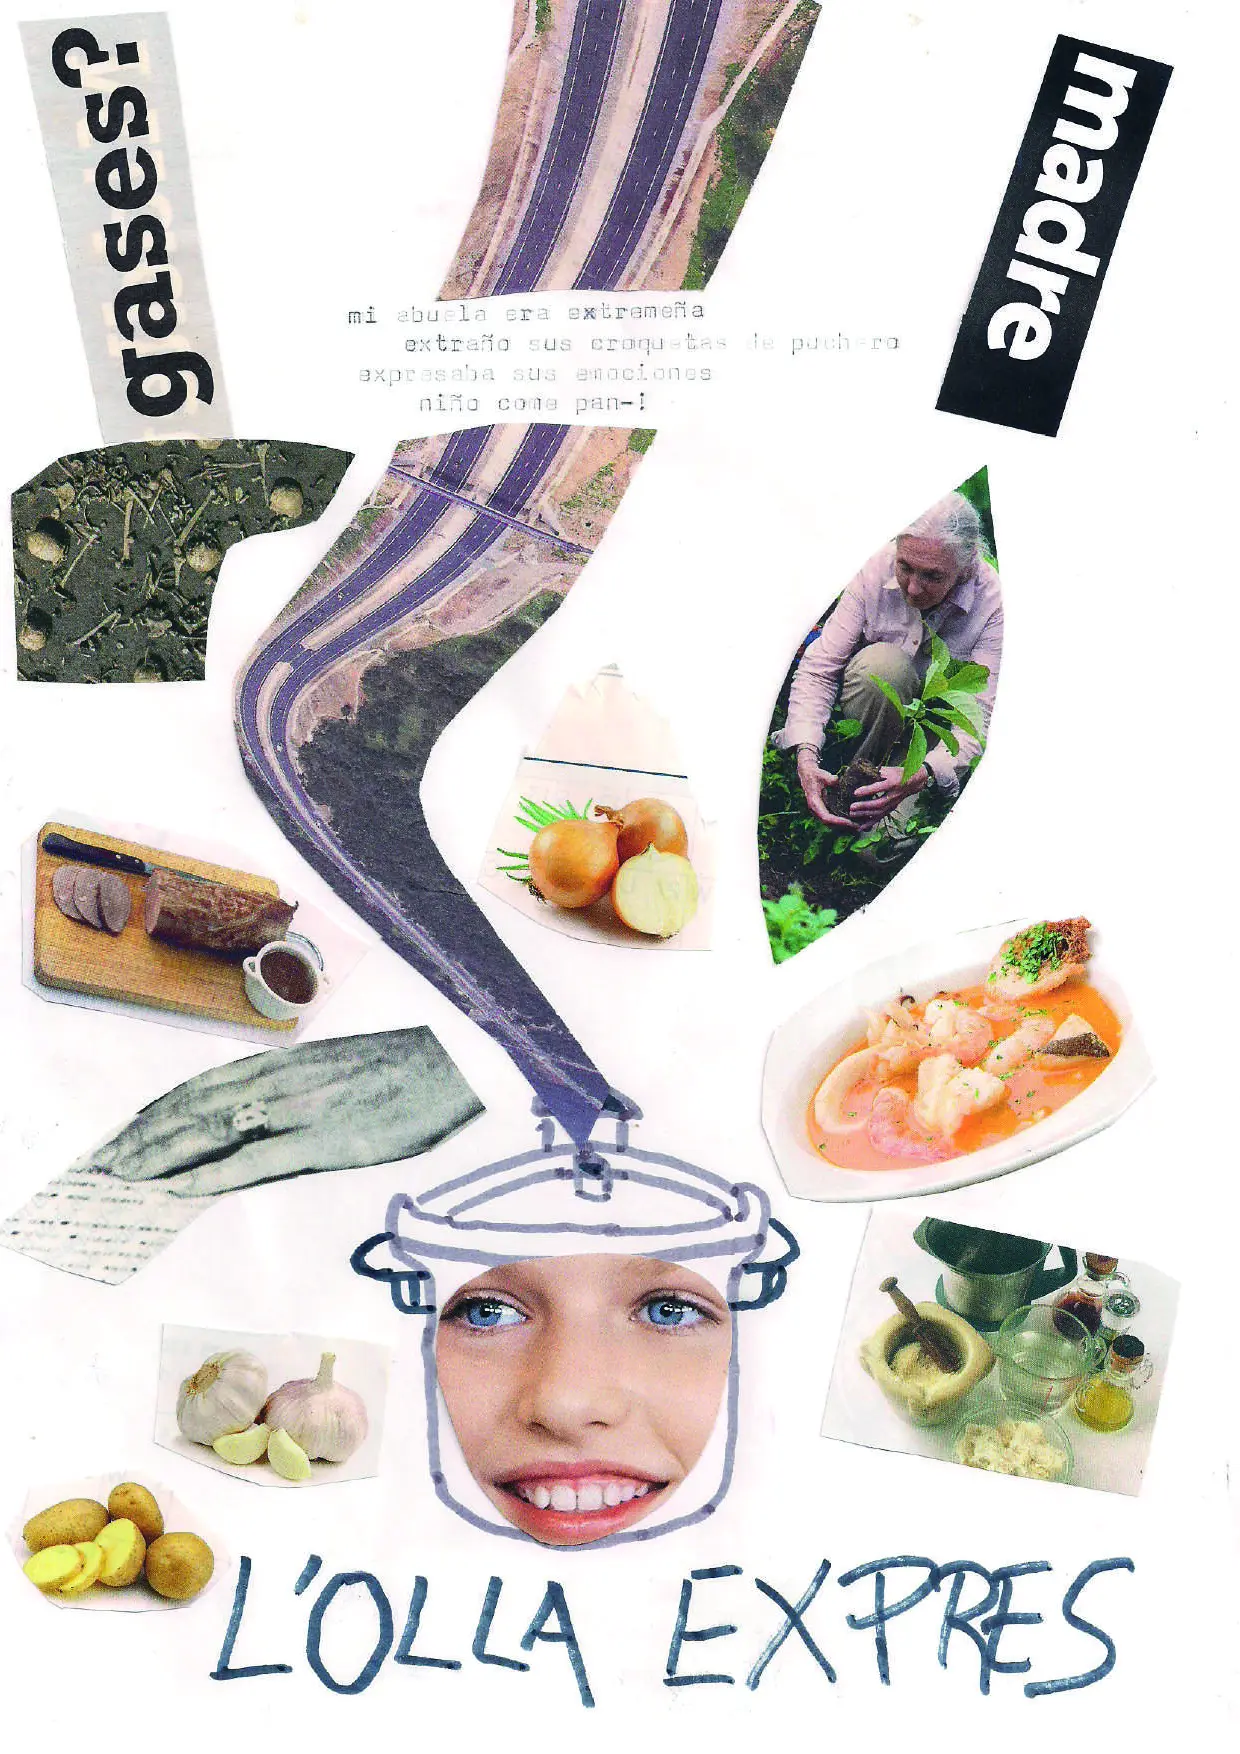 gases?
madre
mi abuela era extremeña
extraño sus croquetas de puchero
expresaba sus emociones
niño come pan-!
L'OLLA EXPRES